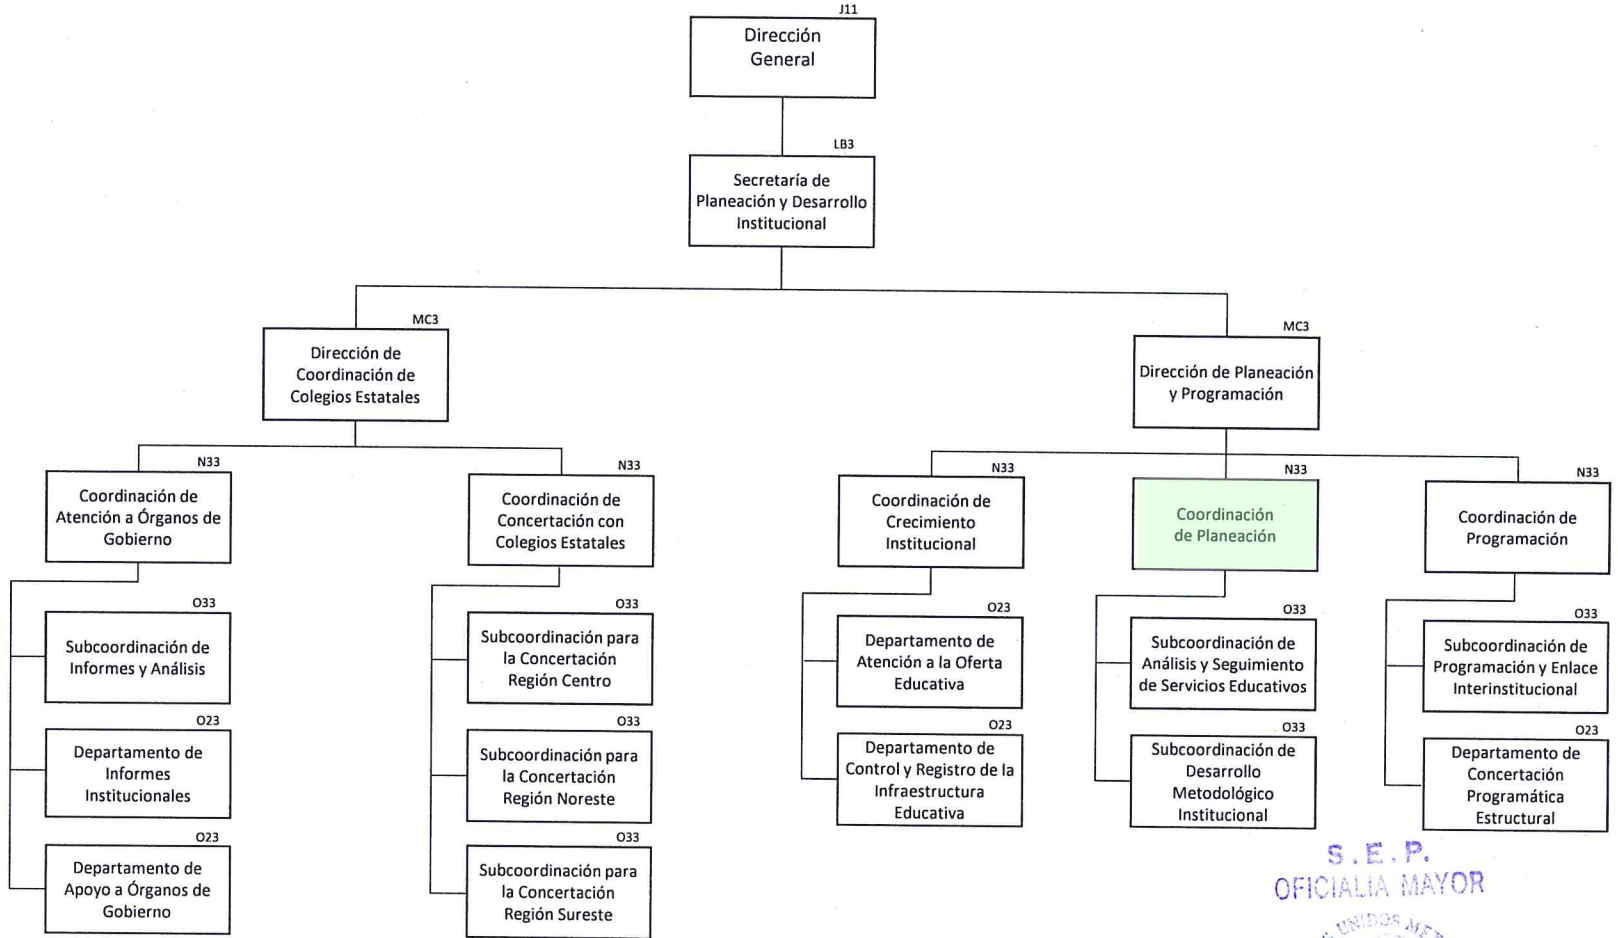 J11
Dirección
General
LB3
Secretaría de
Planeación y Desarrollo
Institucional
MC3
Dirección de
Coordinación de
Colegios Estatales
MC3
Dirección de Planeación
y Programación
N33
Coordinación de
Atención a Órganos de
Gobierno
N33
Coordinación de
Concertación con
Colegios Estatales
N33
Coordinación de
Crecimiento
Institucional
N33
Coordinación
de Planeación
N33
Coordinación de
Programación
O33
Subcoordinación de
Informes y Análisis
O23
Departamento de
Informes
Institucionales
O23
Departamento de
Apoyo a Órganos de
Gobierno
O33
Subcoordinación para
la Concertación
Región Centro
O33
Subcoordinación para
la Concertación
Región Noreste
O33
Subcoordinación para
la Concertación
Región Sureste
O23
Departamento de
Atención a la Oferta
Educativa
O23
Departamento de
Control y Registro de la
Infraestructura
Educativa
O33
Subcoordinación de
Análisis y Seguimiento
de Servicios Educativos
O33
Subcoordinación de
Desarrollo
Metodológico
Institucional
O33
Subcoordinación de
Programación y Enlace
Interinstitucional
O23
Departamento de
Concertación
Programática
Estructural
S.E.P.
OFICIALIA MAYOR
UNIDOS